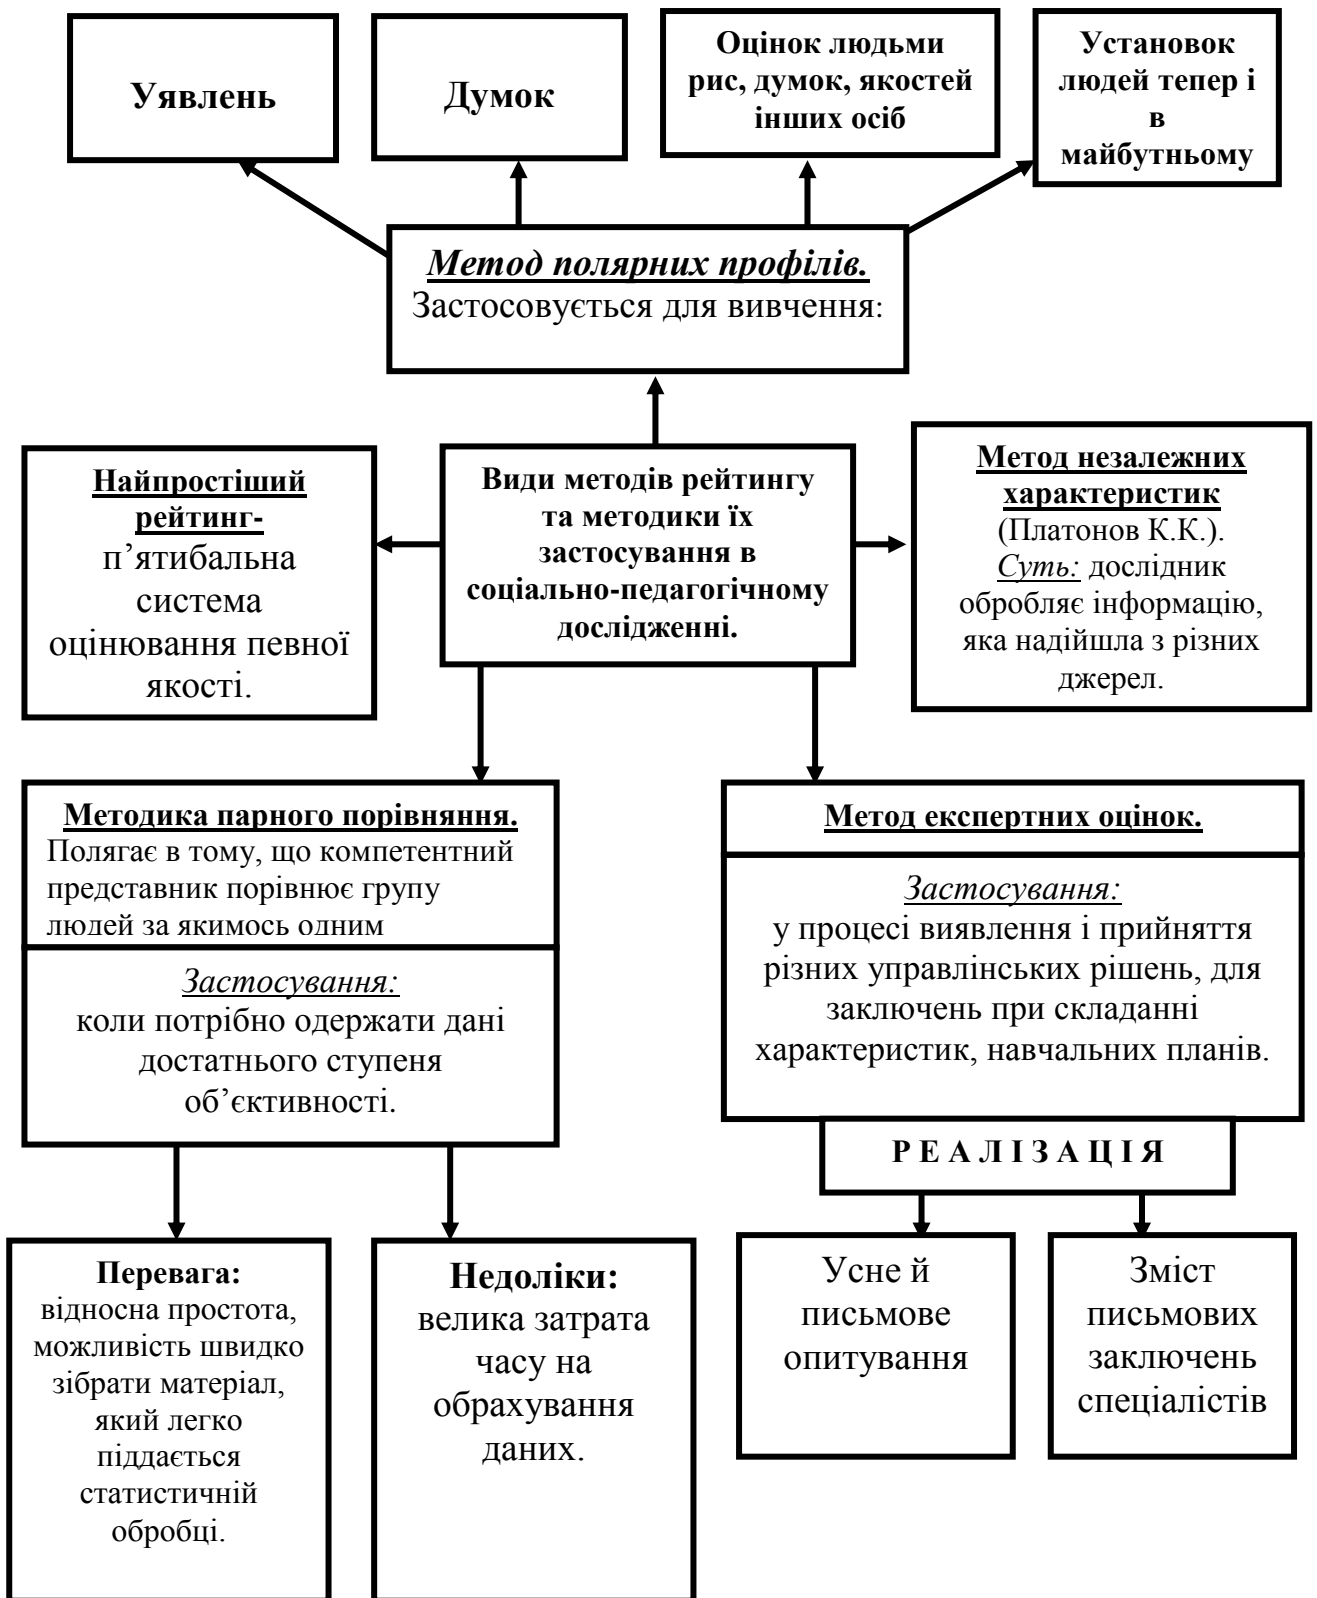 Уявлень
Думок
Оцінок людьми
рис, думок, якостей
інших осіб
Установок
людей тепер і
в
майбутньому
Метод полярних профілів.
Застосовується для вивчення:
Найпростіший
рейтинг-
п’ятибальна
система
оцінювання певної
якості.
Види методів рейтингу
та методики їх
застосування в
соціально-педагогічному
дослідженні.
Метод незалежних
характеристик
(Платонов К.К.).
Суть: дослідник
обробляє інформацію,
яка надійшла з різних
джерел.
Методика парного порівняння.
Полягає в тому, що компетентний
представник порівнює групу
людей за якимось одним
Застосування:
коли потрібно одержати дані
достатнього ступеня
об’єктивності.
Метод експертних оцінок.
Застосування:
у процесі виявлення і прийняття
різних управлінських рішень, для
заключень при складанні
характеристик, навчальних планів.
Р Е А Л І З А Ц І Я
Перевага:
відносна простота,
можливість швидко
зібрати матеріал,
який легко
піддається
статистичній
обробці.
Недоліки:
велика затрата
часу на
обрахування
даних.
Усне й
письмове
опитування
Зміст
письмових
заключень
спеціалістів